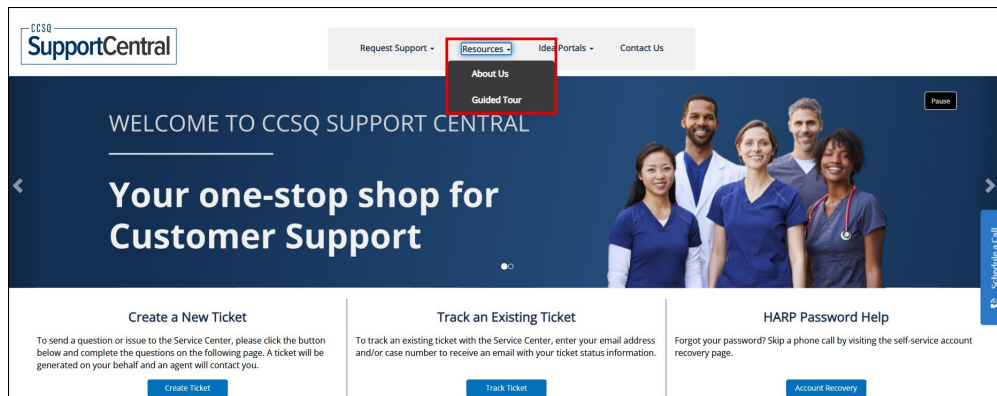 CCSQ
SupportCentral
Request Support
Resources
Idea Portals
Contact Us
About Us
Guided Tour
Pause
WELCOME TO CCSQ SUPPORT CENTRAL
Your one-stop shop for
Customer Support
Schedule a Call
Create a New Ticket
To send a question or issue to the Service Center, please click the button
below and complete the questions on the following page. A ticket will be
generated on your behalf and an agent will contact you.
Create Ticket
Track an Existing Ticket
To track an existing ticket with the Service Center, enter your email address
and/or case number to receive an email with your ticket status information.
Track Ticket
HARP Password Help
Forgot your password? Skip a phone call by visiting the self-service account
recovery page.
Account Recovery